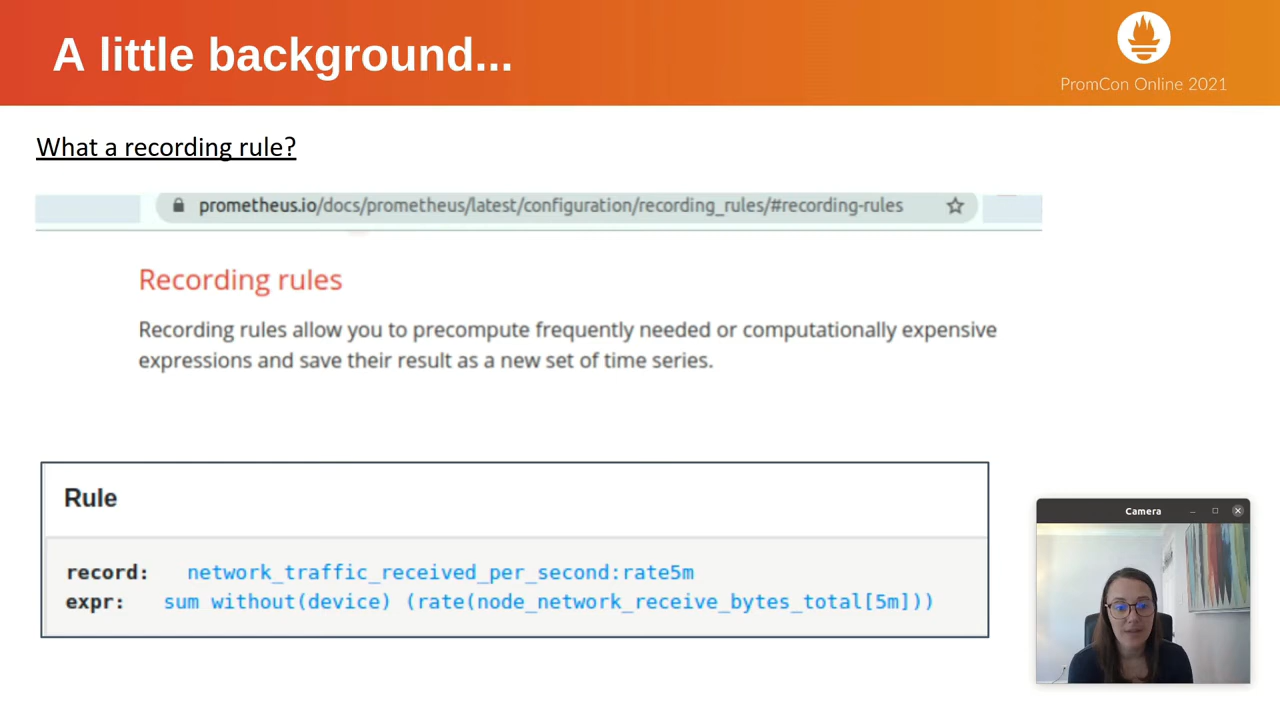 A little background...
PromCon Online 2021
What a recording rule?
prometheus.io/docs/prometheus/latest/configuration/recording_rules/#recording-rules
Recording rules
Recording rules allow you to precompute frequently needed or computationally expensive
expressions and save their result as a new set of time series.
Rule
record: network_traffic_received_per_second:rate5m
expr: sum without(device) (rate(node_network_receive_bytes_total[5m]))
Camera